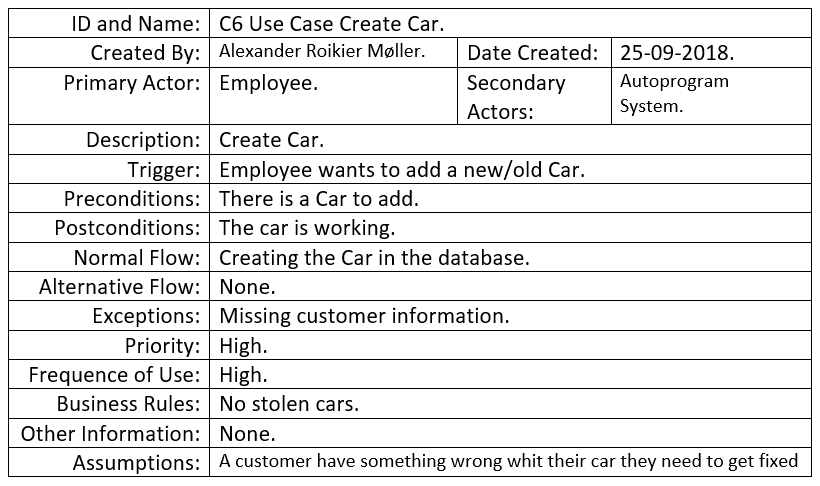 ID and Name: C6 Use Case Create Car.
Created By: Alexander Roikier Møller. Date Created: 25-09-2018.
Primary Actor: Employee. Secondary Actors: Autoprogram System.
Description: Create Car.
Trigger: Employee wants to add a new/old Car.
Preconditions: There is a Car to add.
Postconditions: The car is working.
Normal Flow: Creating the Car in the database.
Alternative Flow: None.
Exceptions: Missing customer information.
Priority: High.
Frequence of Use: High.
Business Rules: No stolen cars.
Other Information: None.
Assumptions: A customer have something wrong whit their car they need to get fixed